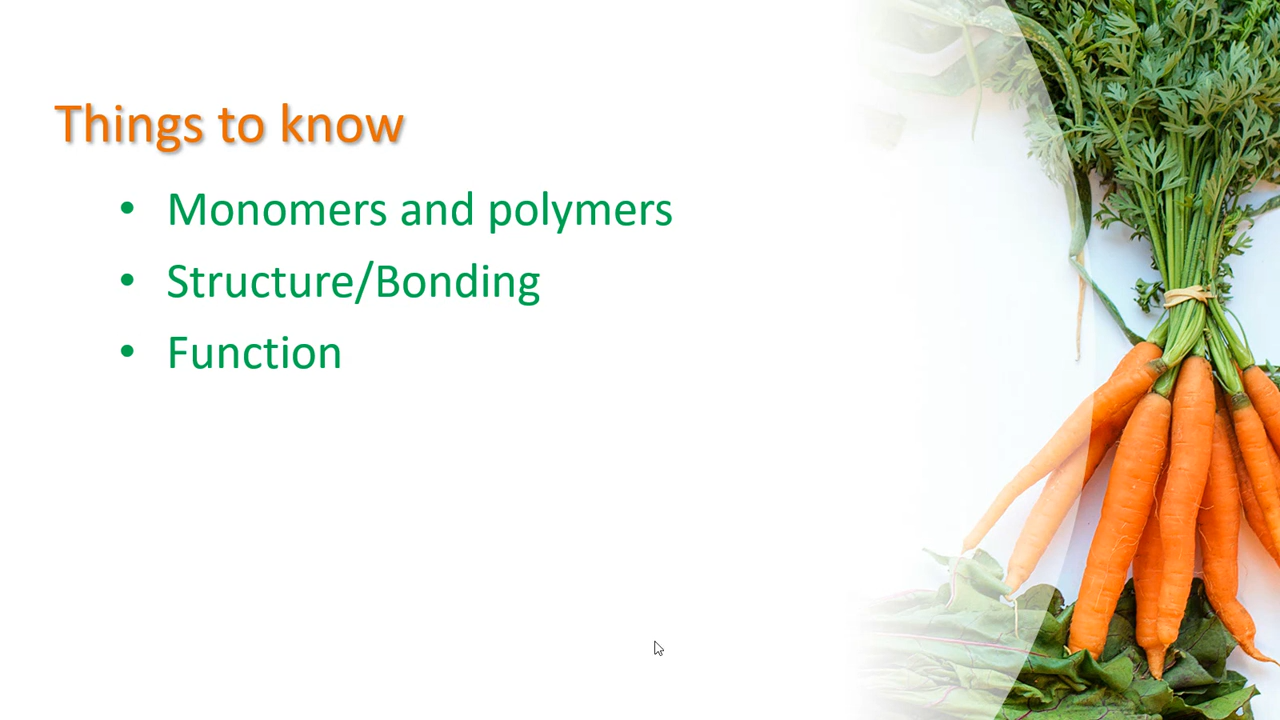 Things to know
• Monomers and polymers
• Structure/Bonding
• Function